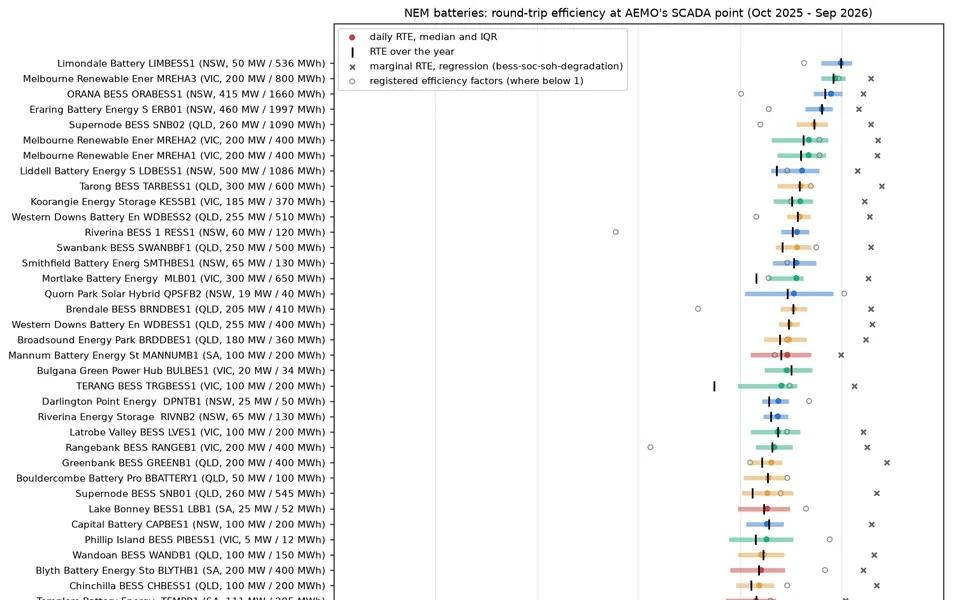 NEM batteries: round-trip efficiency at AEMO's SCADA point (Oct 2025 - Sep 2026)
daily RTE, median and IQR
RTE over the year
marginal RTE, regression (bess-soc-soh-degradation)
registered efficiency factors (where below 1)
Limondale Battery LIMBESS1 (NSW, 50 MW / 536 MWh)
Melbourne Renewable Ener MREHA3 (VIC, 200 MW / 800 MWh)
ORANA BESS ORABESS1 (NSW, 415 MW / 1660 MWh)
Eraring Battery Energy S ERB01 (NSW, 460 MW / 1997 MWh)
Supernode BESS SNB02 (QLD, 260 MW / 1090 MWh)
Melbourne Renewable Ener MREHA2 (VIC, 200 MW / 400 MWh)
Melbourne Renewable Ener MREHA1 (VIC, 200 MW / 400 MWh)
Liddell Battery Energy S LDBESS1 (NSW, 500 MW / 1086 MWh)
Tarong BESS TARBESS1 (QLD, 300 MW / 600 MWh)
Koorangie Energy Storage KESSB1 (VIC, 185 MW / 370 MWh)
Western Downs Battery En WDBESS2 (QLD, 255 MW / 510 MWh)
Riverina BESS 1 RESS1 (NSW, 60 MW / 120 MWh)
Swanbank BESS SWANBBF1 (QLD, 250 MW / 500 MWh)
Smithfield Battery Energ SMTHBES1 (NSW, 65 MW / 130 MWh)
Mortlake Battery Energy  MLB01 (VIC, 300 MW / 650 MWh)
Quorn Park Solar Hybrid QPSFB2 (NSW, 19 MW / 40 MWh)
Brendale BESS BRNDBES1 (QLD, 205 MW / 410 MWh)
Western Downs Battery En WDBESS1 (QLD, 255 MW / 400 MWh)
Broadsound Energy Park BRDDBES1 (QLD, 180 MW / 360 MWh)
Mannum Battery Energy St MANNUMB1 (SA, 100 MW / 200 MWh)
Bulgana Green Power Hub BULBES1 (VIC, 20 MW / 34 MWh)
TERANG BESS TRGBESS1 (VIC, 100 MW / 200 MWh)
Darlington Point Energy  DPNTB1 (NSW, 25 MW / 50 MWh)
Riverina Energy Storage  RIVNB2 (NSW, 65 MW / 130 MWh)
Latrobe Valley BESS LVES1 (VIC, 100 MW / 200 MWh)
Rangebank BESS RANGEB1 (VIC, 200 MW / 400 MWh)
Greenbank BESS GREENB1 (QLD, 200 MW / 400 MWh)
Bouldercombe Battery Pro BBATTERY1 (QLD, 50 MW / 100 MWh)
Supernode BESS SNB01 (QLD, 260 MW / 545 MWh)
Lake Bonney BESS1 LBB1 (SA, 25 MW / 52 MWh)
Capital Battery CAPBES1 (NSW, 100 MW / 200 MWh)
Phillip Island BESS PIBESS1 (VIC, 5 MW / 12 MWh)
Wandoan BESS WANDB1 (QLD, 100 MW / 150 MWh)
Blyth Battery Energy Sto BLYTHB1 (SA, 200 MW / 400 MWh)
Chinchilla BESS CHBESS1 (QLD, 100 MW / 200 MWh)